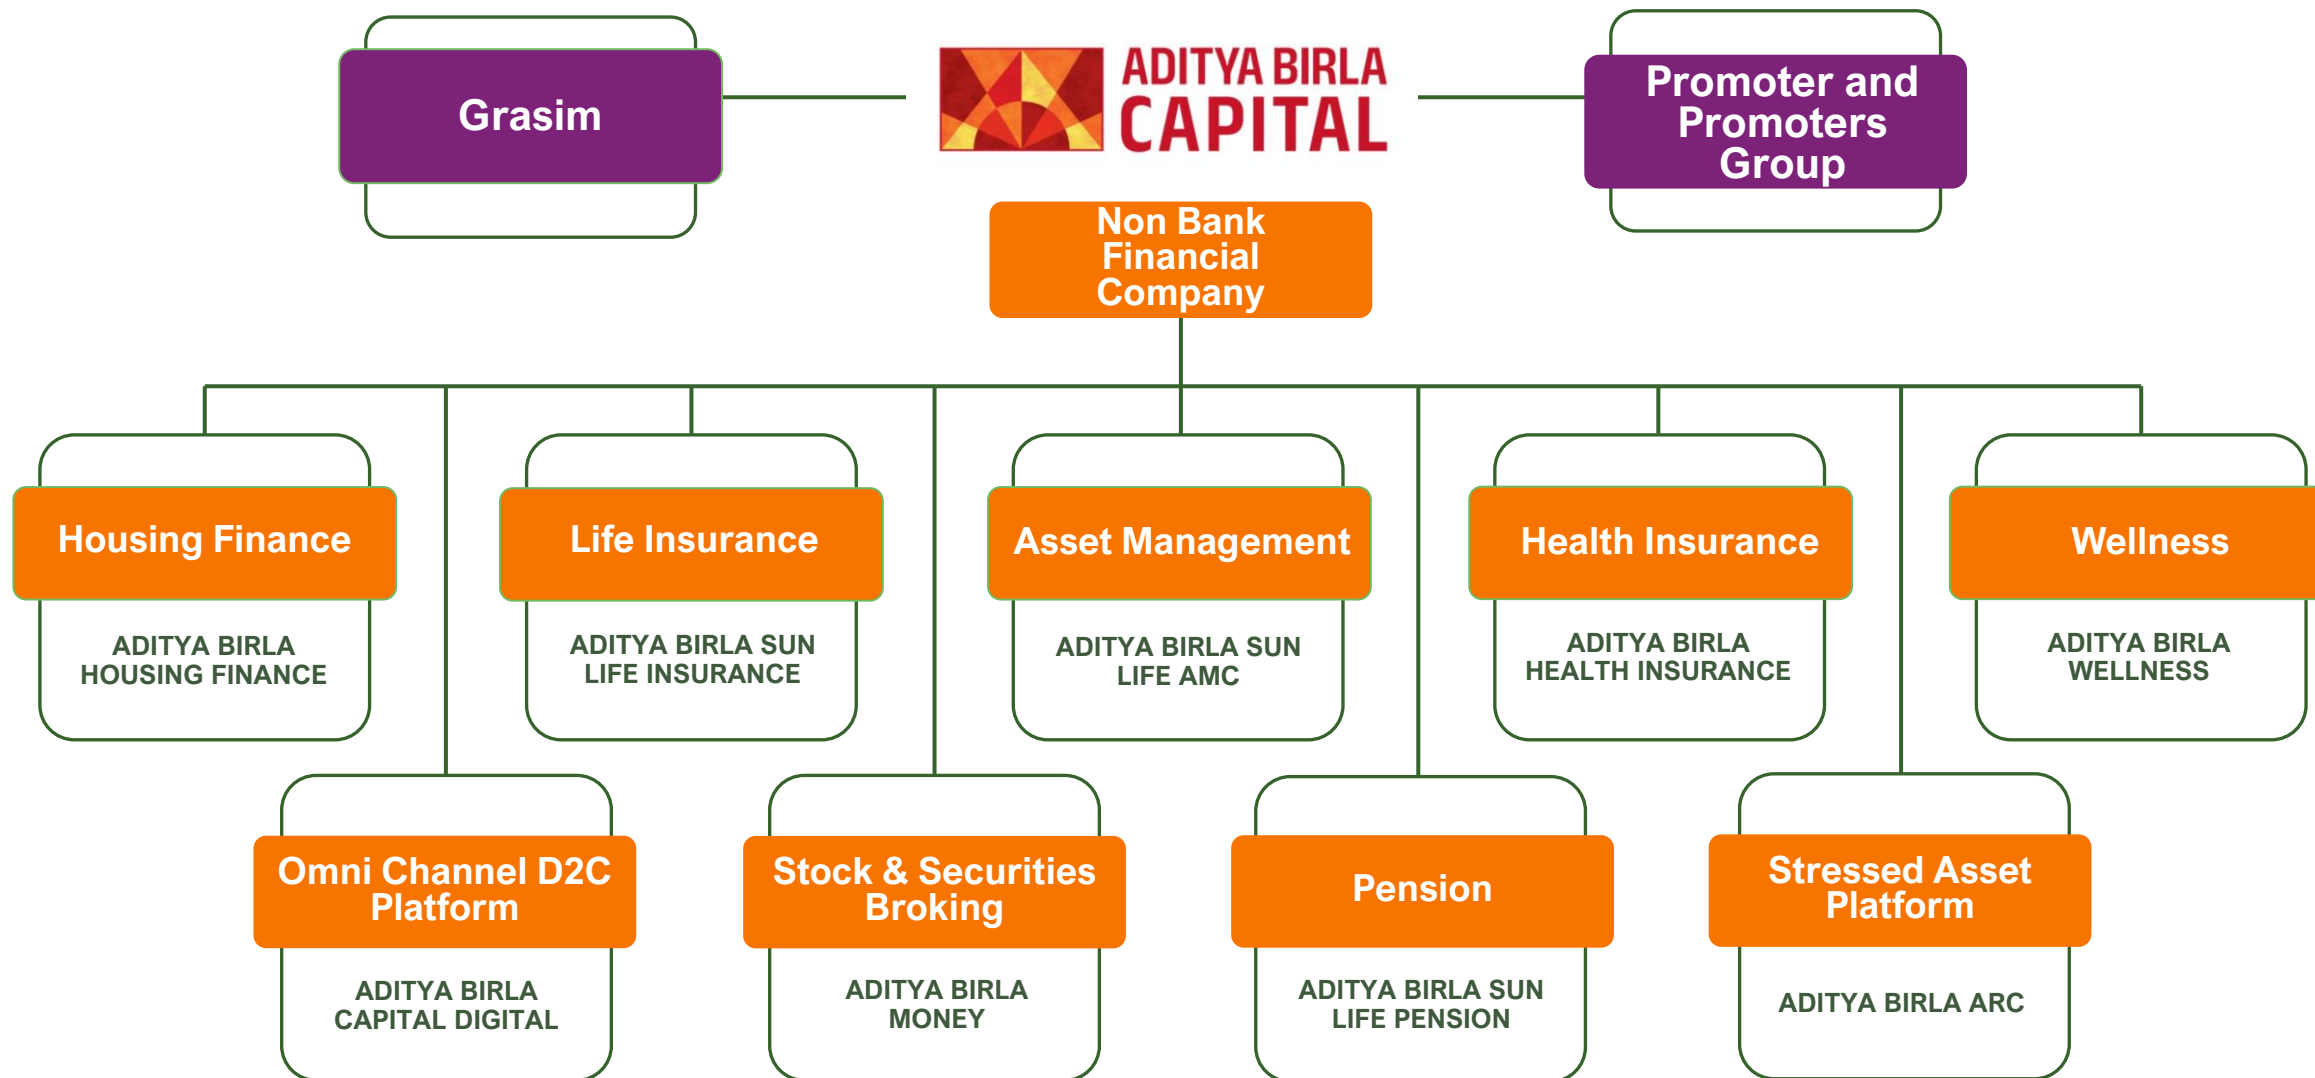 Grasim
ADITYA BIRLA
CAPITAL
Promoter and
Promoters
Group
Non Bank
Financial
Company
Housing Finance
ADITYA BIRLA
HOUSING FINANCE
Life Insurance
ADITYA BIRLA SUN
LIFE INSURANCE
Asset Management
ADITYA BIRLA SUN
LIFE AMC
Health Insurance
ADITYA BIRLA
HEALTH INSURANCE
Wellness
ADITYA BIRLA
WELLNESS
Omni Channel D2C
Platform
ADITYA BIRLA
CAPITAL DIGITAL
Stock & Securities
Broking
ADITYA BIRLA
MONEY
Pension
ADITYA BIRLA SUN
LIFE PENSION
Stressed Asset
Platform
ADITYA BIRLA ARC